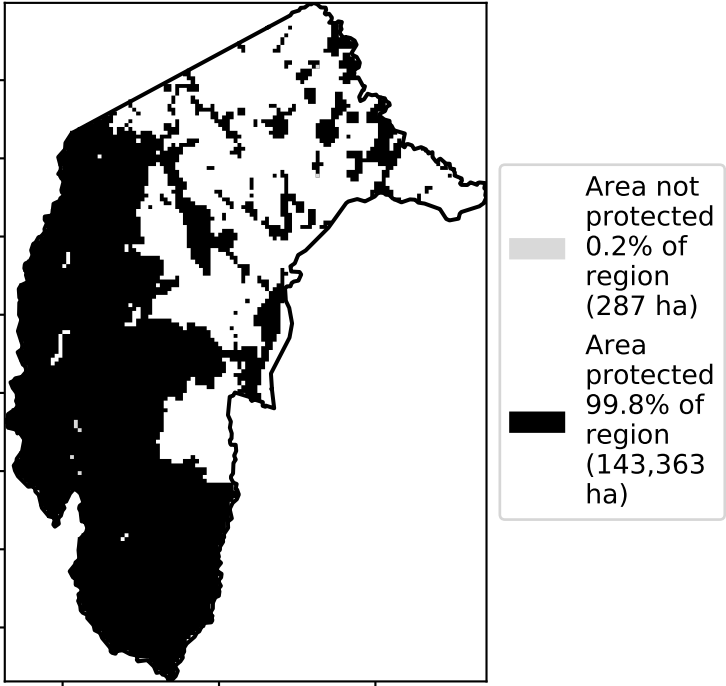 Area not
protected
0.2% of
region
(287 ha)
Area
protected
99.8% of
region
(143,363
ha)